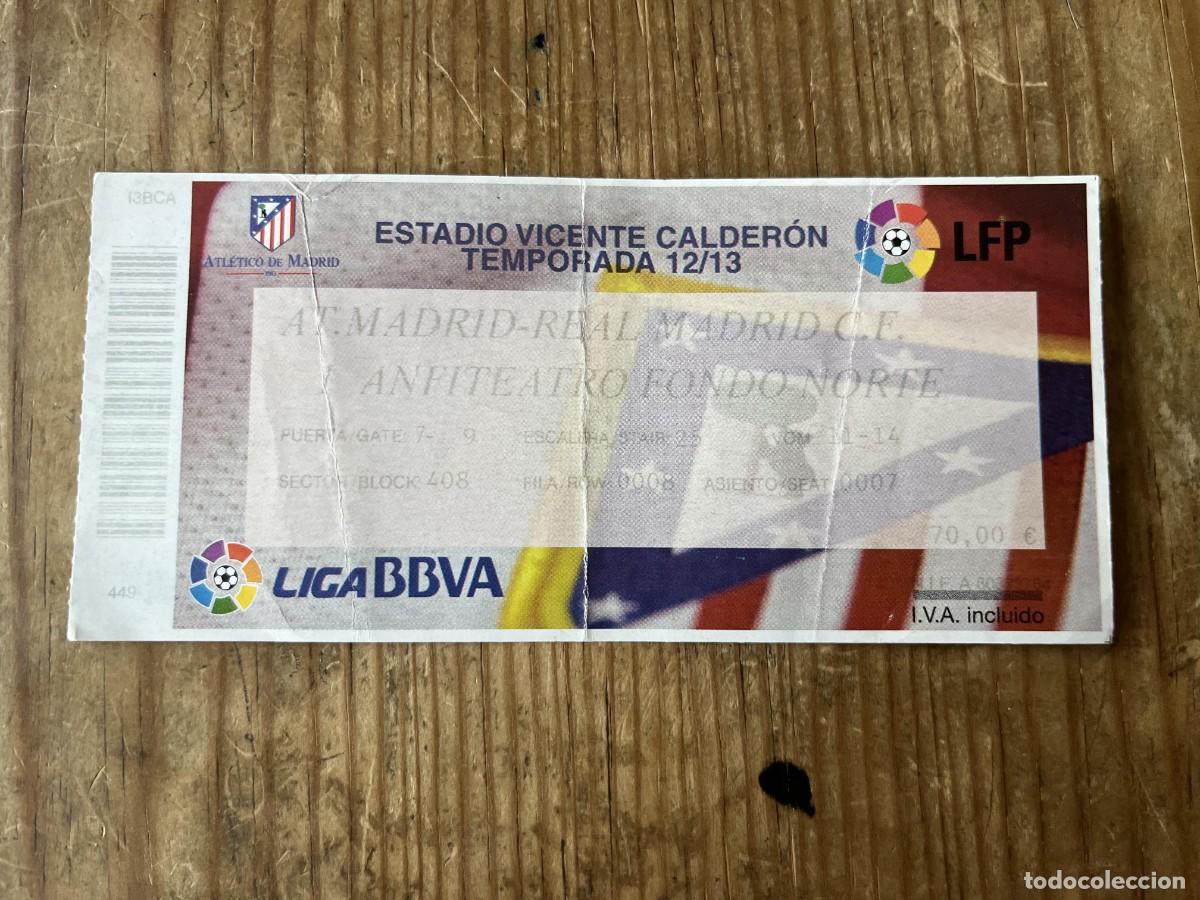 I3BCA
ATLÉTICO DE MADRID
ESTADIO VICENTE CALDERÓN
TEMPORADA 12/13
LFP
AT.MADRID-REAL MADRID C.F.
ANFITEATRO FONDO NORTE
PUERTA/GATE 7- 9 ESCALERA/STAIR 25 11-14
SECTOR/BLOCK 408 FILA/ROW 0008 ASIENTO/SEAT 0007
70,00 €
449
LIGA BBVA
I.V.A. incluido
todocoleccion